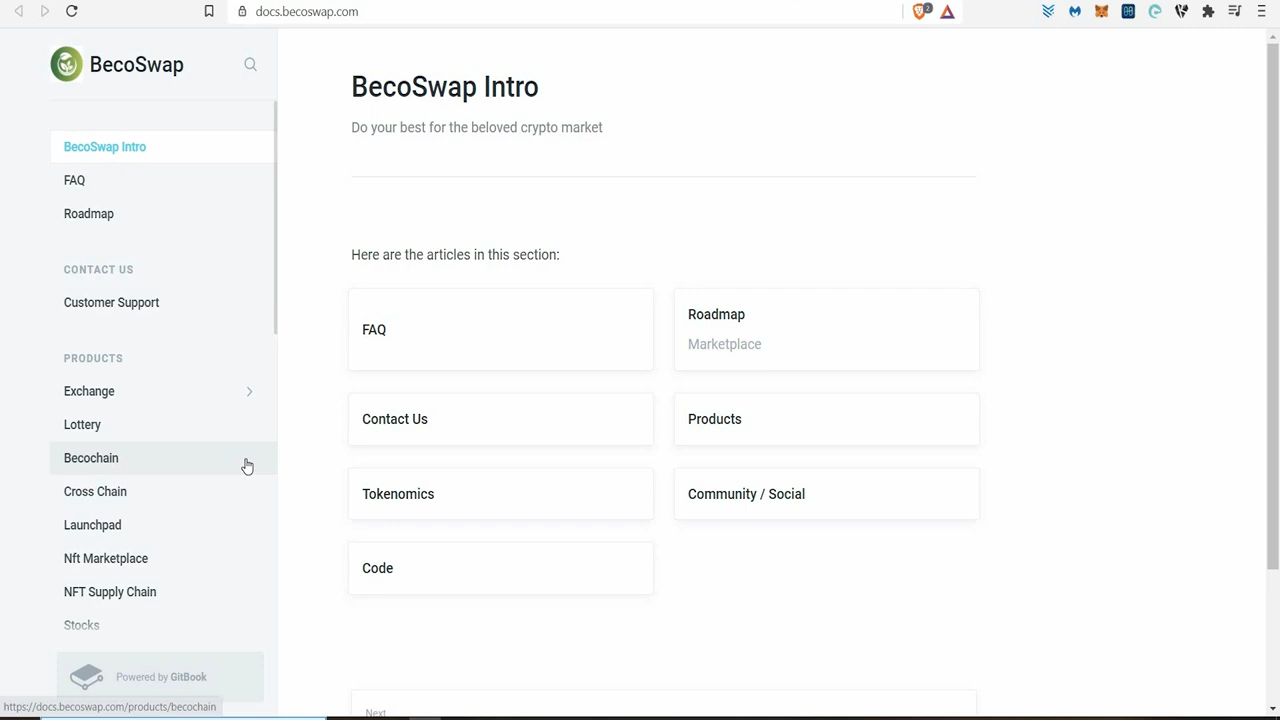 docs.becoswap.com
2
BecoSwap
BecoSwap Intro
FAQ
Roadmap
CONTACT US
Customer Support
PRODUCTS
Exchange
Lottery
Becochain
Cross Chain
Launchpad
Nft Marketplace
NFT Supply Chain
Stocks
Powered by GitBook
https://docs.becoswap.com/products/becochain
BecoSwap Intro
Do your best for the beloved crypto market
Here are the articles in this section:
FAQ
Roadmap
Marketplace
Contact Us
Products
Tokenomics
Community / Social
Code
Next